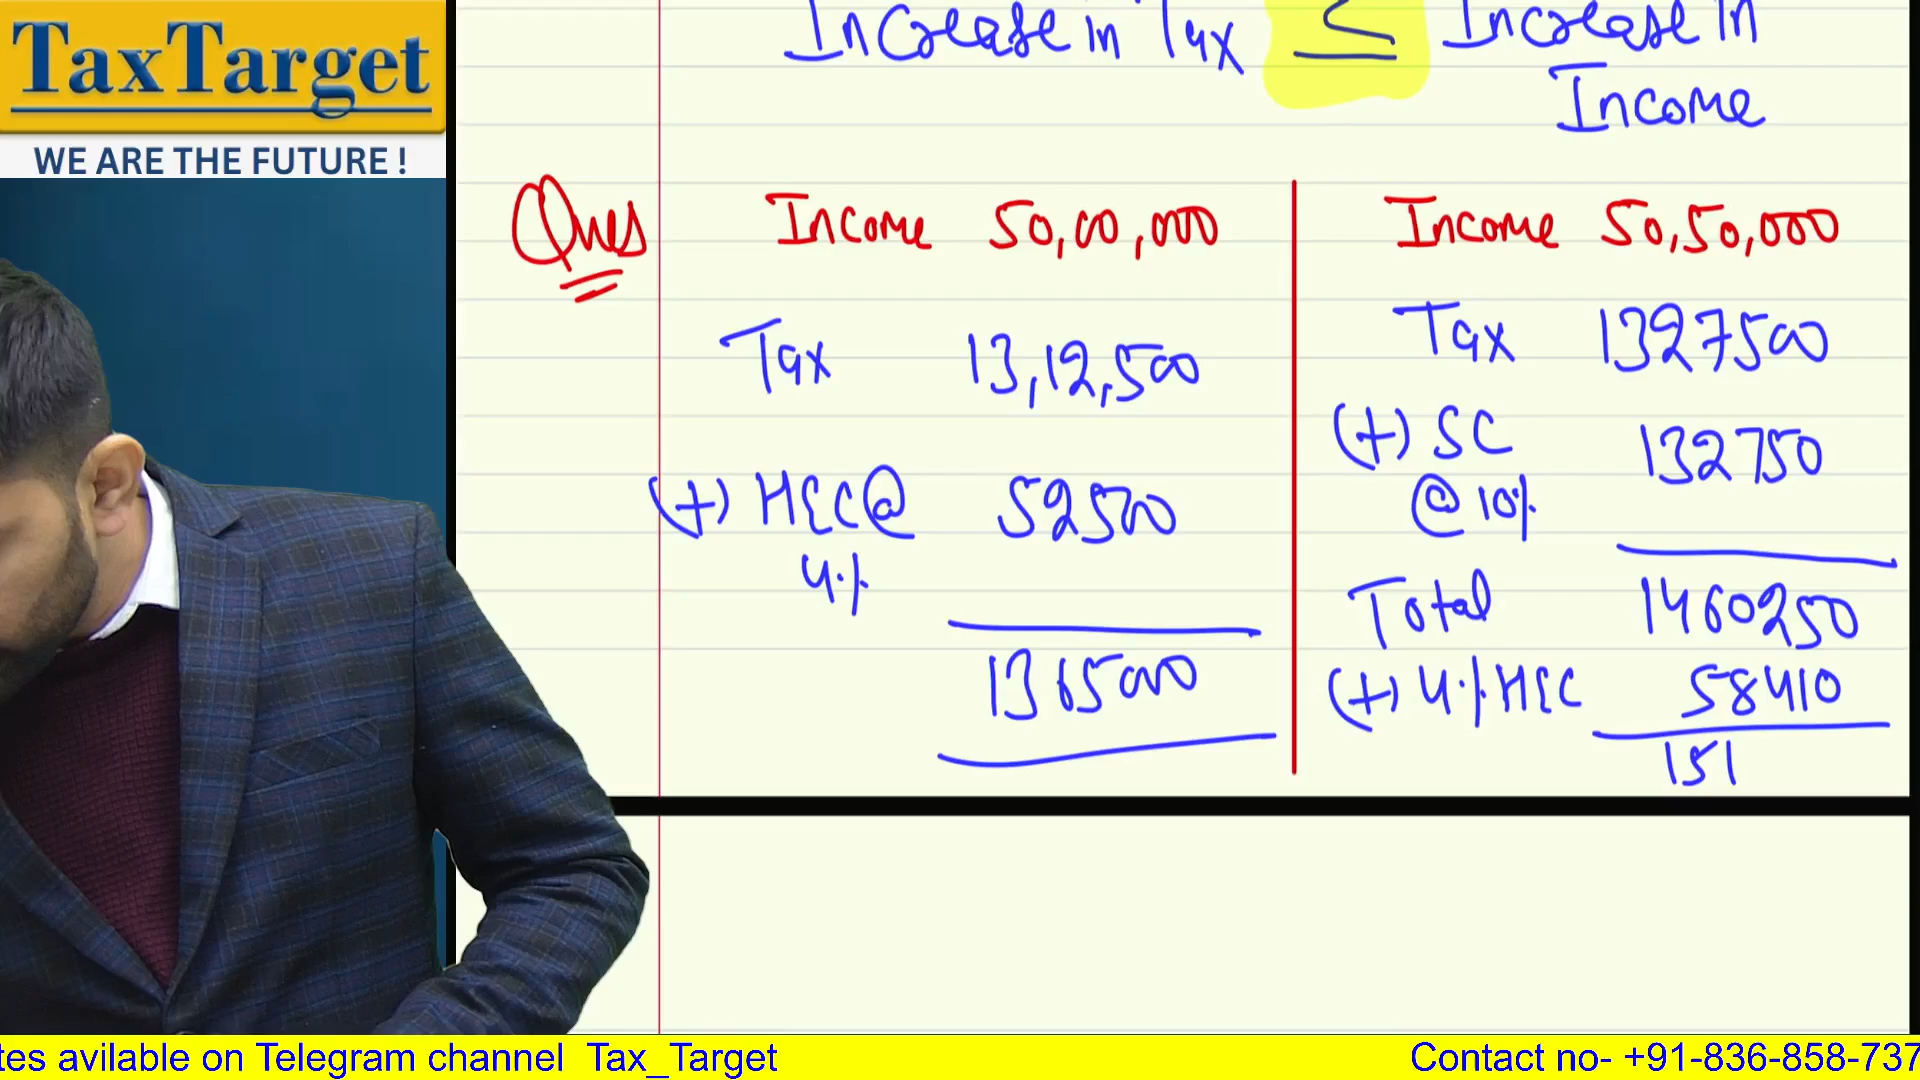 TaxTarget
WE ARE THE FUTURE !
Increase in Tax ≤ Increase in
Income
Ques
Income 50,00,000
Tax 13,12,500
(+) HEC@ 52500
4%
1365000
Income 50,50,000
Tax 1327500
(+) SC 132750
@ 10%
Total 1460250
(+) 4% HEC 58410
151
tes avilable on Telegram channel Tax_Target
Contact no- +91-836-858-737